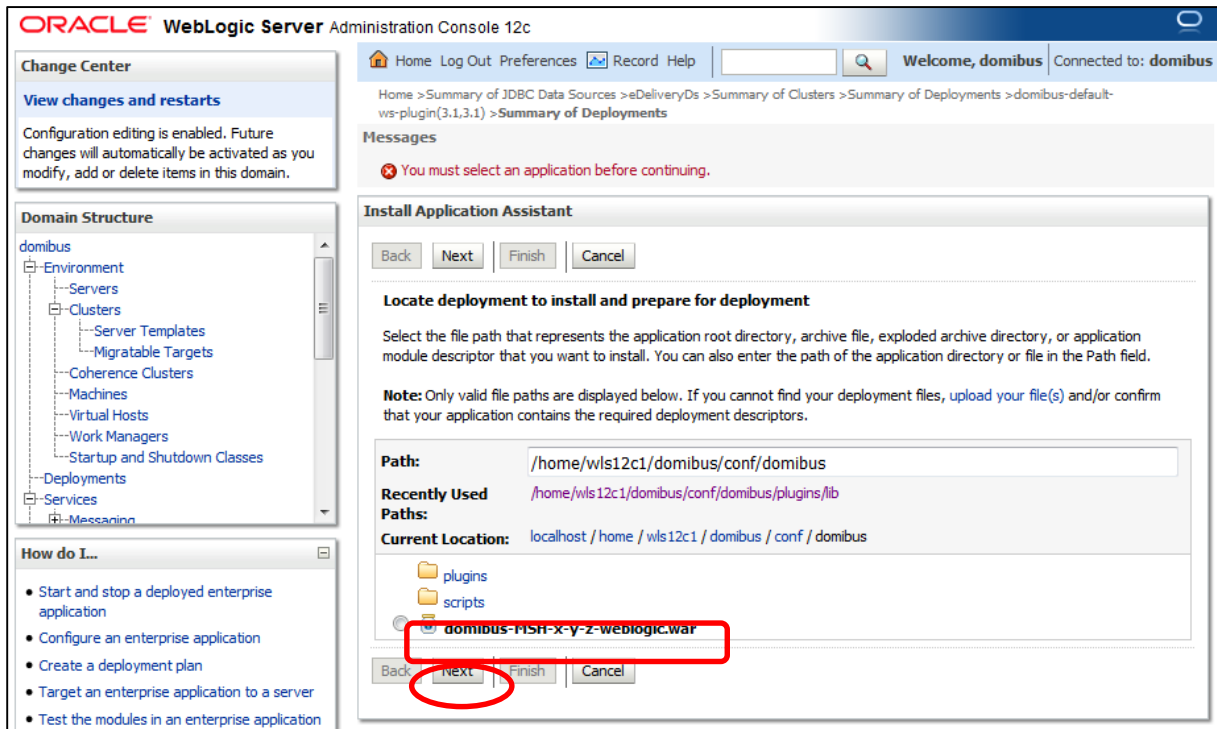 ORACLE WebLogic Server Administration Console 12c
Change Center
View changes and restarts
Configuration editing is enabled. Future
changes will automatically be activated as you
modify, add or delete items in this domain.
Domain Structure
domibus
Environment
Servers
Clusters
Server Templates
Migratable Targets
Coherence Clusters
Machines
Virtual Hosts
Work Managers
Startup and Shutdown Classes
Deployments
Services
Messaging
How do I...
Start and stop a deployed enterprise
application
Configure an enterprise application
Create a deployment plan
Target an enterprise application to a server
Test the modules in an enterprise application
Home Log Out Preferences Record Help
Welcome, domibus Connected to: domibus
Home >Summary of JDBC Data Sources >eDeliveryDs >Summary of Clusters >Summary of Deployments >domibus-default-
ws-plugin(3.1,3.1) >Summary of Deployments
Messages
You must select an application before continuing.
Install Application Assistant
Back Next Finish Cancel
Locate deployment to install and prepare for deployment
Select the file path that represents the application root directory, archive file, exploded archive directory, or application
module descriptor that you want to install. You can also enter the path of the application directory or file in the Path field.
Note: Only valid file paths are displayed below. If you cannot find your deployment files, upload your file(s) and/or confirm
that your application contains the required deployment descriptors.
Path: /home/wls12c1/domibus/conf/domibus
Recently Used /home/wls12c1/domibus/conf/domibus/plugins/lib
Paths:
Current Location: localhost / home / wls12c1 / domibus / conf / domibus
plugins
scripts
domibus-MSH-x-y-z-weblogic.war
Back Next Finish Cancel